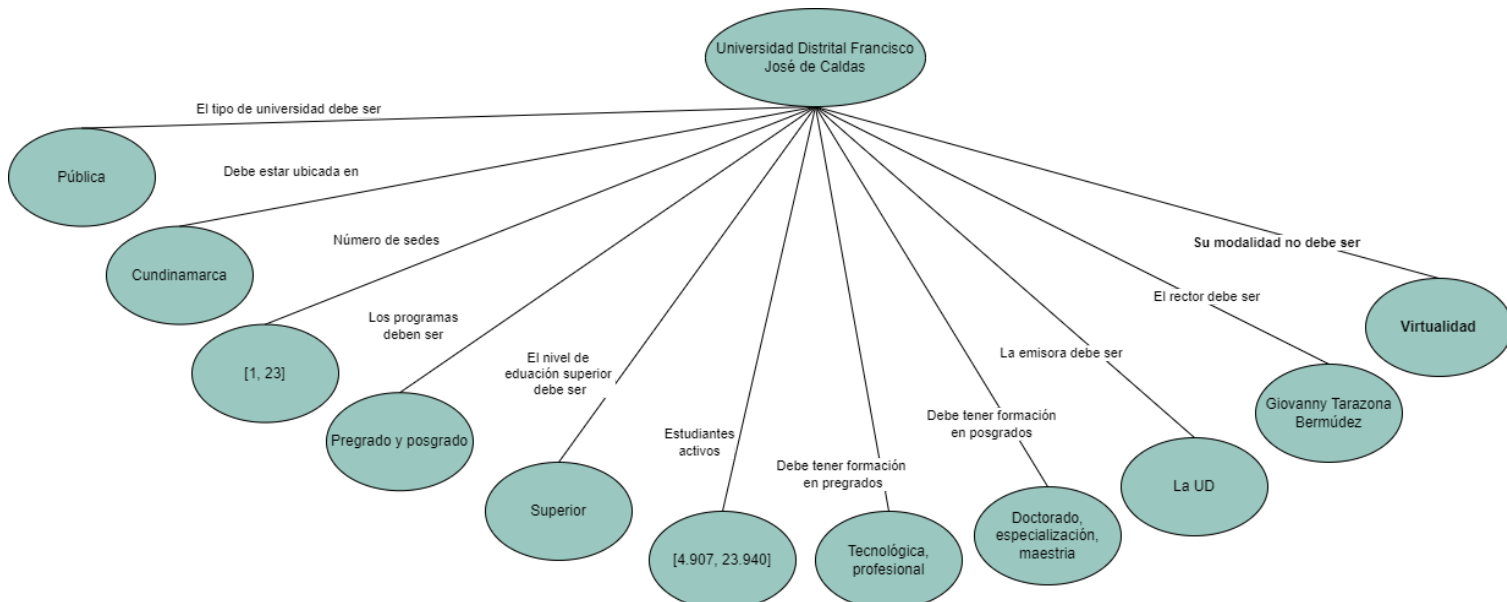 Universidad Distrital Francisco
José de Caldas
El tipo de universidad debe ser
Pública
Debe estar ubicada en
Cundinamarca
Número de sedes
[1, 23]
Los programas
deben ser
Pregrado y posgrado
El nivel de
eduación superior
debe ser
Superior
Estudiantes
activos
[4.907, 23.940]
Debe tener formación
en pregrados
Tecnológica,
profesional
Debe tener formación
en posgrados
Doctorado,
especialización,
maestria
La emisora debe ser
La UD
El rector debe ser
Giovanny Tarazona
Bermúdez
Su modalidad no debe ser
Virtualidad